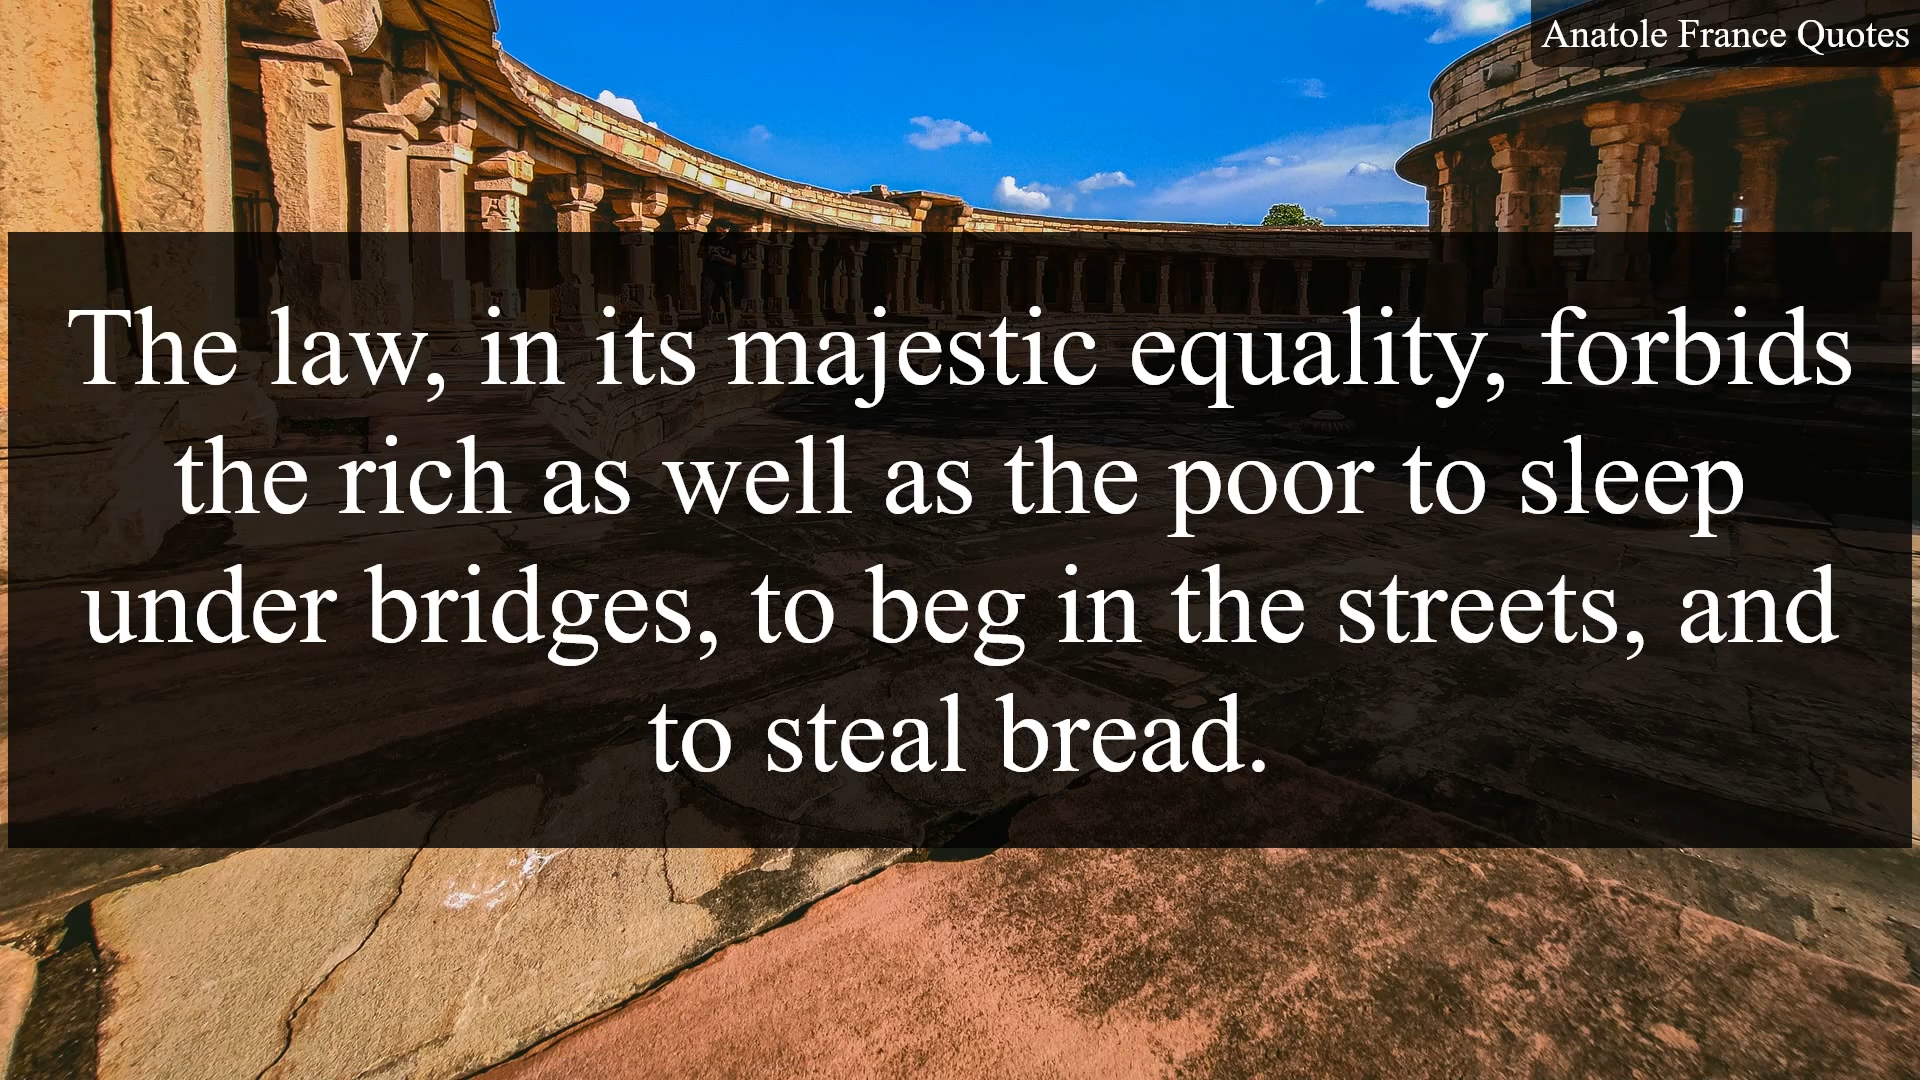 Anatole France Quotes
The law, in its majestic equality, forbids
the rich as well as the poor to sleep
under bridges, to beg in the streets, and
to steal bread.